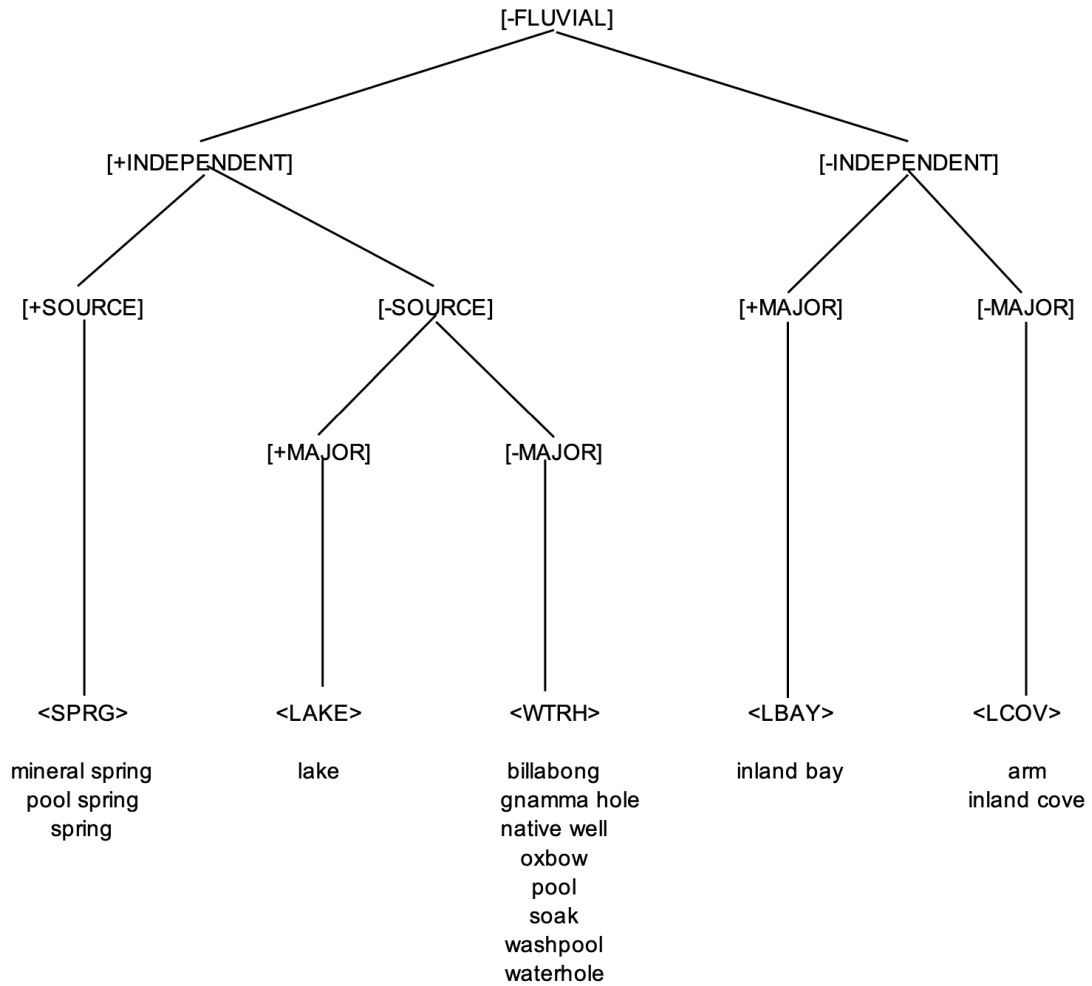 [-FLUVIAL]
[+INDEPENDENT] [-INDEPENDENT]
[+SOURCE] [-SOURCE] [+MAJOR] [-MAJOR]
[+MAJOR] [-MAJOR]
<SPRG> <LAKE> <WTRH> <LBAY> <LCOV>
mineral spring lake billabong inland bay arm
pool spring gnamma hole inland cove
spring native well
oxbow
pool
soak
washpool
waterhole